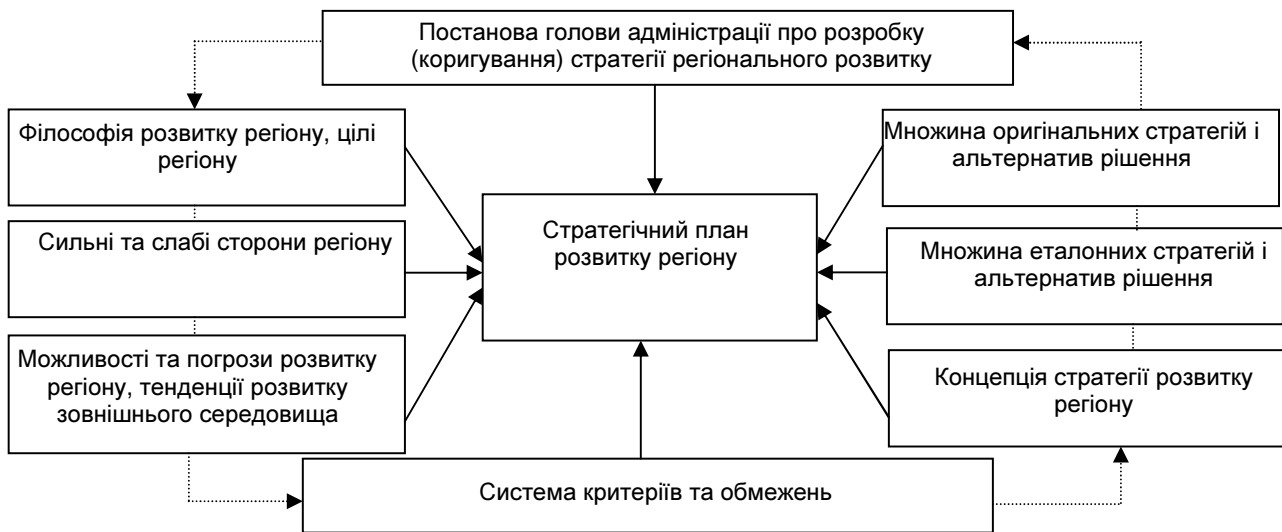 Постанова голови адміністрації про розробку
(коригування) стратегії регіонального розвитку
Філософія розвитку регіону, цілі
регіону
Сильні та слабі сторони регіону
Можливості та погрози розвитку
регіону, тенденції розвитку
зовнішнього середовища
Стратегічний план
розвитку регіону
Множина оригінальних стратегій і
альтернатив рішення
Множина еталонних стратегій і
альтернатив рішення
Концепція стратегії розвитку
регіону
Система критеріїв та обмежень